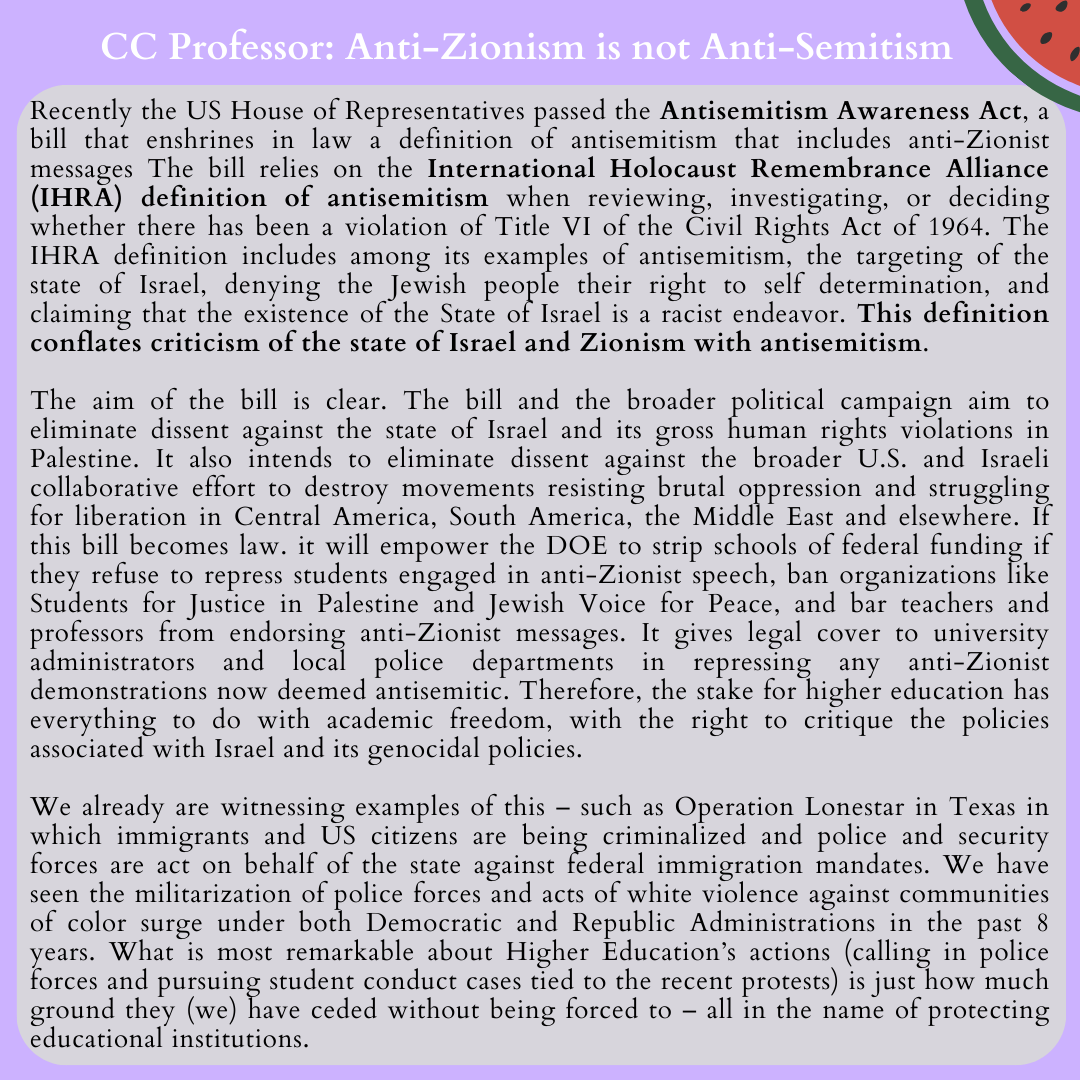 CC Professor: Anti-Zionism is not Anti-Semitism
Recently the US House of Representatives passed the Antisemitism Awareness Act, a
bill that enshrines in law a definition of antisemitism that includes anti-Zionist
messages The bill relies on the International Holocaust Remembrance Alliance
(IHRA) definition of antisemitism when reviewing, investigating, or deciding
whether there has been a violation of Title VI of the Civil Rights Act of 1964. The
IHRA definition includes among its examples of antisemitism, the targeting of the
state of Israel, denying the Jewish people their right to self determination, and
claiming that the existence of the State of Israel is a racist endeavor. This definition
conflates criticism of the state of Israel and Zionism with antisemitism.
The aim of the bill is clear. The bill and the broader political campaign aim to
eliminate dissent against the state of Israel and its gross human rights violations in
Palestine. It also intends to eliminate dissent against the broader U.S. and Israeli
collaborative effort to destroy movements resisting brutal oppression and struggling
for liberation in Central America, South America, the Middle East and elsewhere. If
this bill becomes law. it will empower the DOE to strip schools of federal funding if
they refuse to repress students engaged in anti-Zionist speech, ban organizations like
Students for Justice in Palestine and Jewish Voice for Peace, and bar teachers and
professors from endorsing anti-Zionist messages. It gives legal cover to university
administrators and local police departments in repressing any anti-Zionist
demonstrations now deemed antisemitic. Therefore, the stake for higher education has
everything to do with academic freedom, with the right to critique the policies
associated with Israel and its genocidal policies.
We already are witnessing examples of this – such as Operation Lonestar in Texas in
which immigrants and US citizens are being criminalized and police and security
forces are act on behalf of the state against federal immigration mandates. We have
seen the militarization of police forces and acts of white violence against communities
of color surge under both Democratic and Republic Administrations in the past 8
years. What is most remarkable about Higher Education's actions (calling in police
forces and pursuing student conduct cases tied to the recent protests) is just how much
ground they (we) have ceded without being forced to – all in the name of protecting
educational institutions.